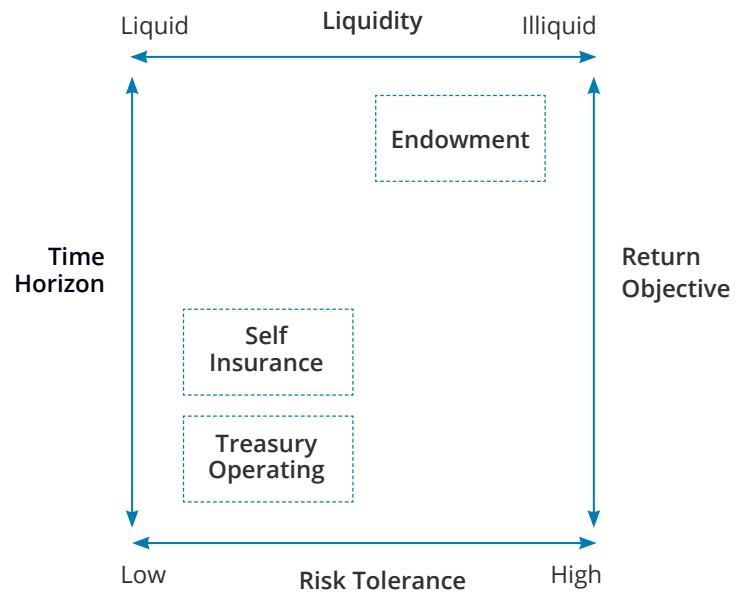 Liquid
Liquidity
Illiquid
Endowment
Time
Horizon
Return
Objective
Self
Insurance
Treasury
Operating
Low
Risk Tolerance
High